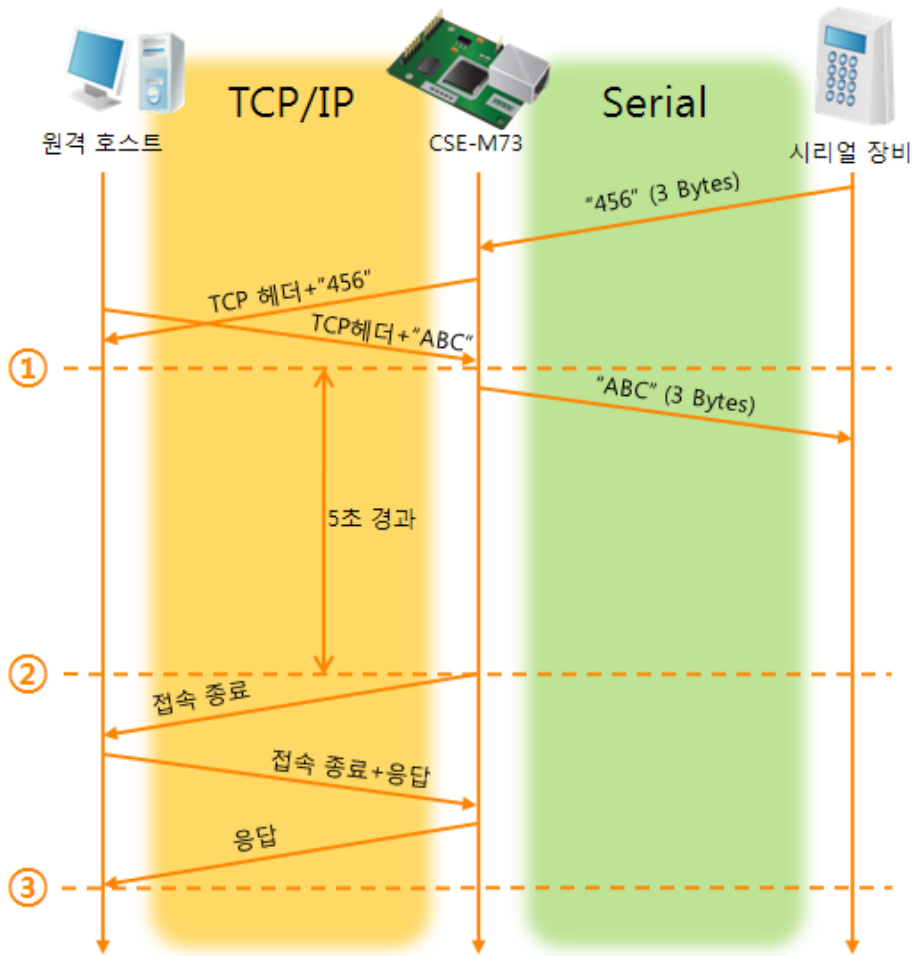 TCP/IP
Serial
원격 호스트
CSE-M73
시리얼 장비
“456” (3 Bytes)
TCP 헤더+“456”
TCP헤더+“ABC”
①
“ABC” (3 Bytes)
5초 경과
②
접속 종료
접속 종료+응답
응답
③